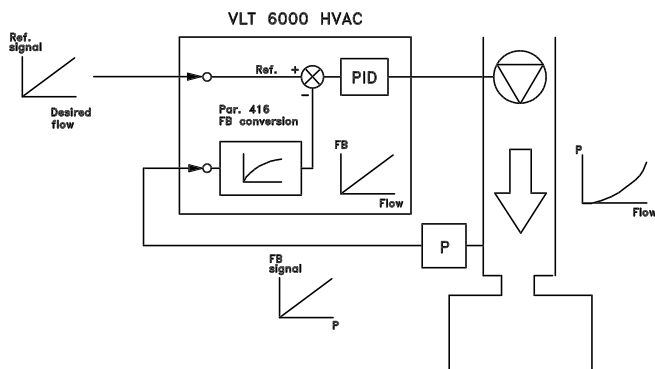 VLT 6000 HVAC
Ref.
signal
Desired
flow
Ref.
+
−
PID
Par. 416
FB conversion
FB
Flow
P
Flow
P
FB
signal
P